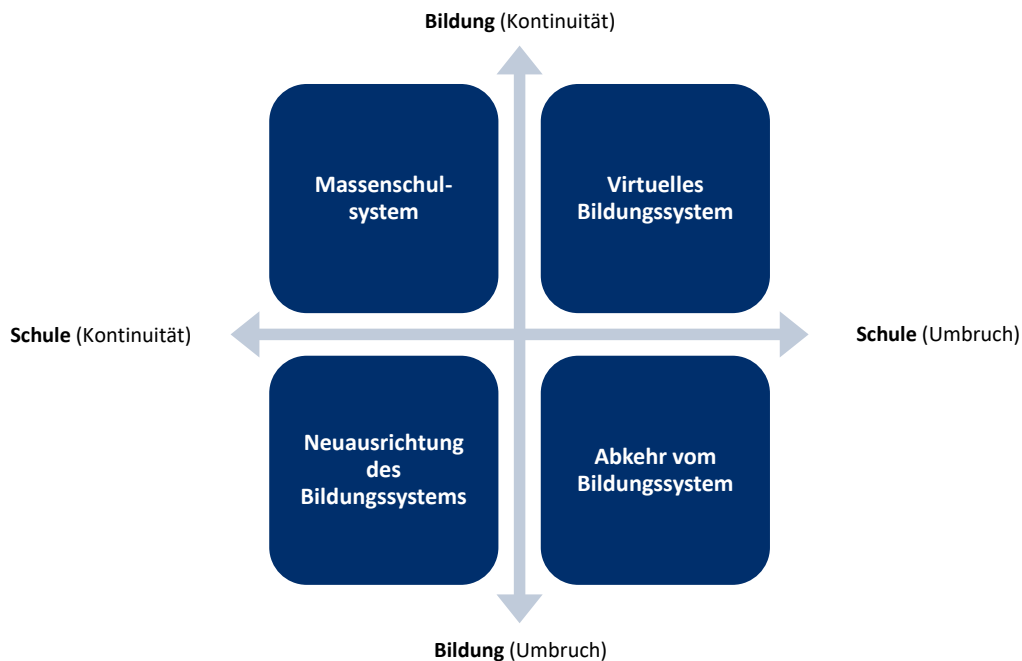 Bildung (Kontinuität)
Massenschul-
system
Virtuelles
Bildungssystem
Schule (Kontinuität)
Schule (Umbruch)
Neuausrichtung
des
Bildungssystems
Abkehr vom
Bildungssystem
Bildung (Umbruch)